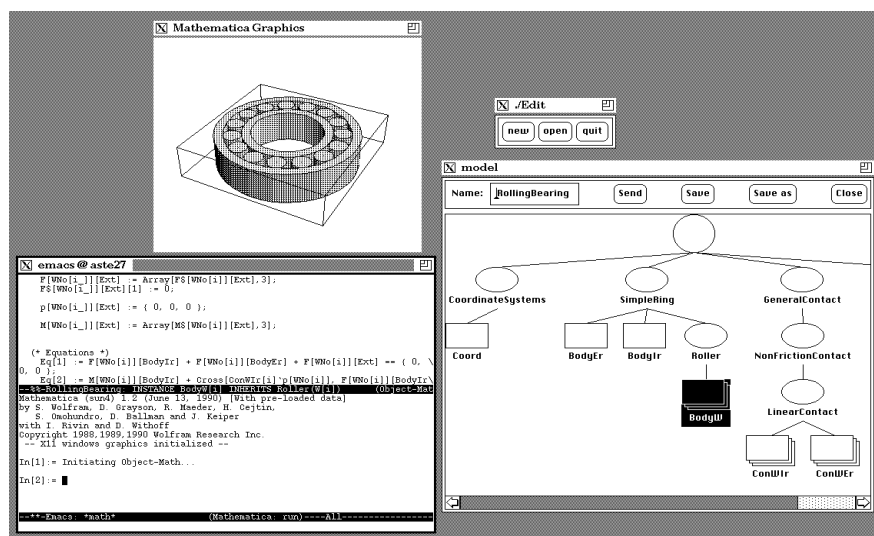 Mathematica Graphics
./Edit
new open quit
model
Name: RollingBearing Send Save Save as Close
CoordinateSystems SimpleRing GeneralContact
Coord BodyEr BodyIr Roller NonFrictionContact
BodyW LinearContact
ConWIr ConWEr
emacs @ aste27
F[WNo[i_]][Ext] := Array[F$[WNo[i]][Ext],3];
F$[WNo[i_]][Ext][1] := 0;
p[WNo[i_]][Ext] := { 0, 0, 0 };
M[WNo[i_]][Ext] := Array[M$[WNo[i]][Ext],3];
(* Equations *)
Eq[1] := F[WNo[i]][BodyIr] + F[WNo[i]][BodyEr] + F[WNo[i]][Ext] == { 0, \
0, 0 };
Eq[2] := M[WNo[i]][BodyIr] + Cross[ConWIr[i]`p[WNo[i]], F[WNo[i]][BodyIr\
--%%-RollingBearing: INSTANCE BodyW[i] INHERITS Roller(W[i]) (Object-Mat
Mathematica (sun4) 1.2 (June 13, 1990) [With pre-loaded data]
by S. Wolfram, D. Grayson, R. Maeder, H. Cejtin,
S. Omohundro, D. Ballman and J. Keiper
with I. Rivin and D. Withoff
Copyright 1988,1989,1990 Wolfram Research Inc.
-- X11 windows graphics initialized --
In[1]:= Initiating Object-Math...
In[2]:=
--**-Emacs: *math* (Mathematica: run)----All-----------------